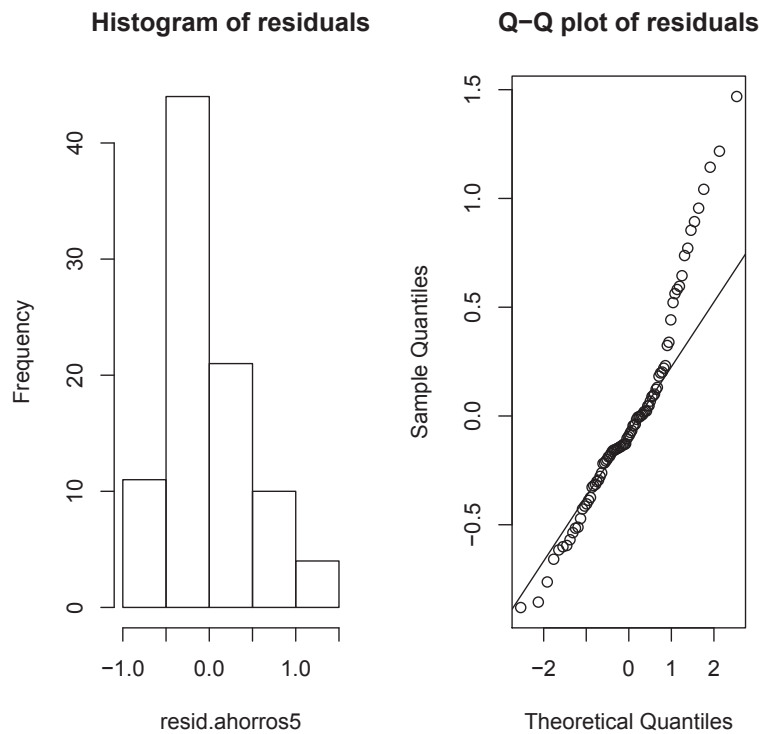 Histogram of residuals
Frequency
0
10
20
30
40
−1.0
0.0
1.0
resid.ahorros5
Q−Q plot of residuals
Sample Quantiles
−0.5
0.0
0.5
1.0
1.5
−2
0
1
2
Theoretical Quantiles